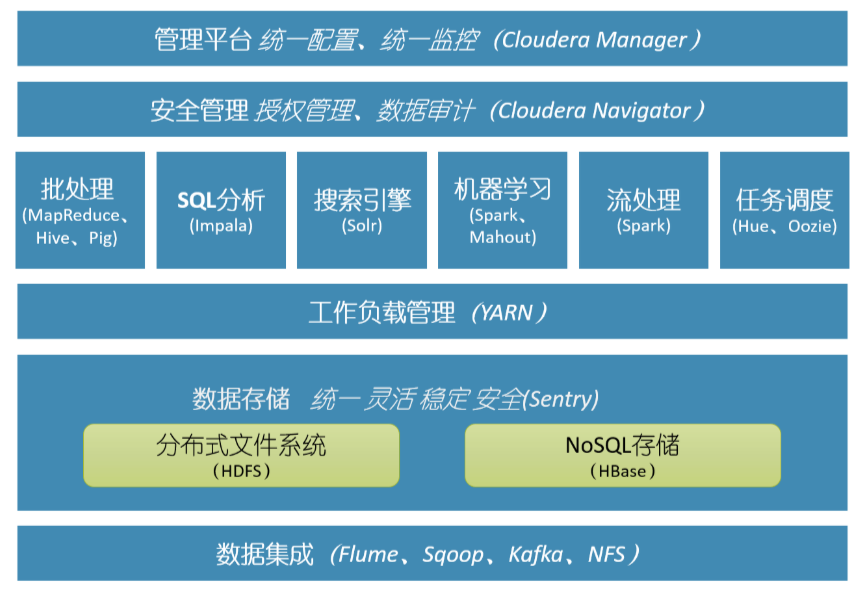 管理平台 统一配置、统一监控（Cloudera Manager）
安全管理 授权管理、数据审计（Cloudera Navigator）
批处理
(MapReduce、
Hive、Pig)
SQL分析
(Impala)
搜索引擎
(Solr)
机器学习
(Spark、
Mahout)
流处理
(Spark)
任务调度
(Hue、Oozie)
工作负载管理（YARN）
数据存储 统一 灵活 稳定 安全(Sentry)
分布式文件系统
（HDFS）
NoSQL存储
（HBase）
数据集成（Flume、Sqoop、Kafka、NFS）